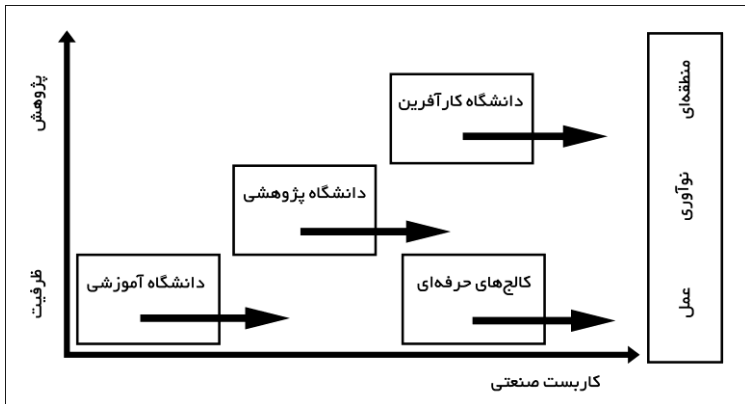 منطقه‌ای
نوآوری
عمل
پژوهش
ظرفیت
دانشگاه کارآفرین
دانشگاه پژوهشی
کالج‌های حرفه‌ای
دانشگاه آموزشی
کاربست صنعتی